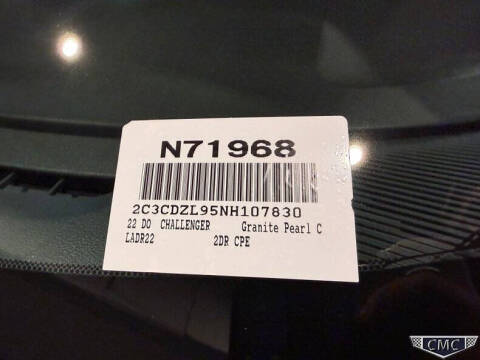 N71968
2C3CDZL95NH107830
22 DO CHALLENGER Granite Pearl C
LADR22 2DR CPE
CMC